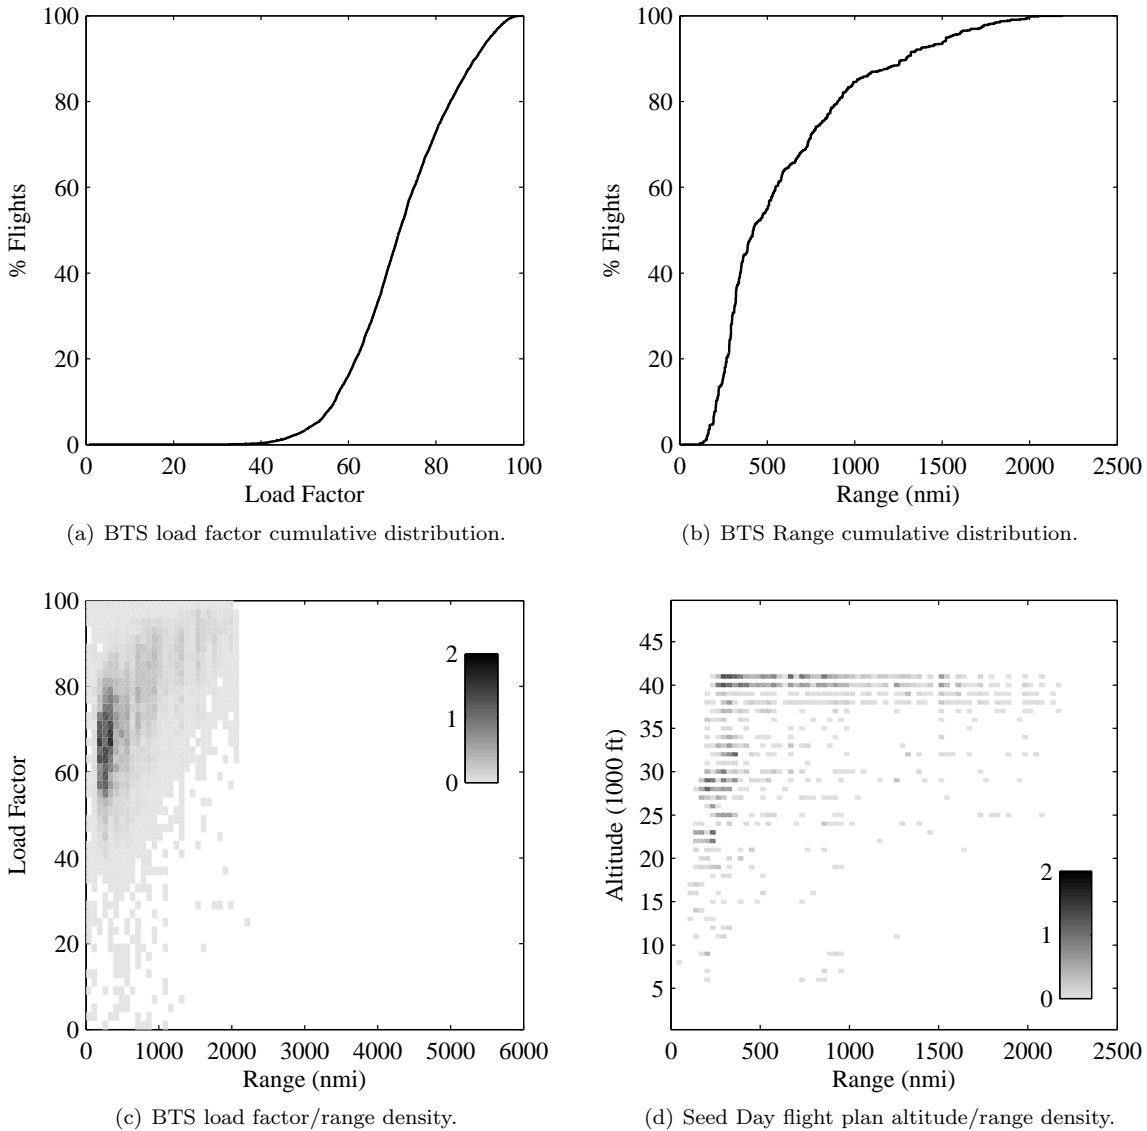 100
80
60
40
20
0
% Flights
0 20 40 60 80 100
Load Factor
(a) BTS load factor cumulative distribution.
100
80
60
40
20
0
% Flights
0 500 1000 1500 2000 2500
Range (nmi)
(b) BTS Range cumulative distribution.
100
80
60
40
20
0
Load Factor
2
1
0
0 1000 2000 3000 4000 5000 6000
Range (nmi)
(c) BTS load factor/range density.
45
40
35
30
25
20
15
10
5
Altitude (1000 ft)
2
1
0
0 500 1000 1500 2000 2500
Range (nmi)
(d) Seed Day flight plan altitude/range density.